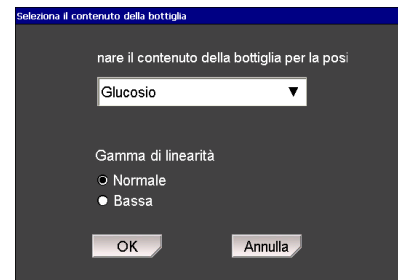 Seleziona il contenuto della bottiglia
nare il contenuto della bottiglia per la posi
Glucosio
Gamma di linearità
Normale
Bassa
OK
Annulla